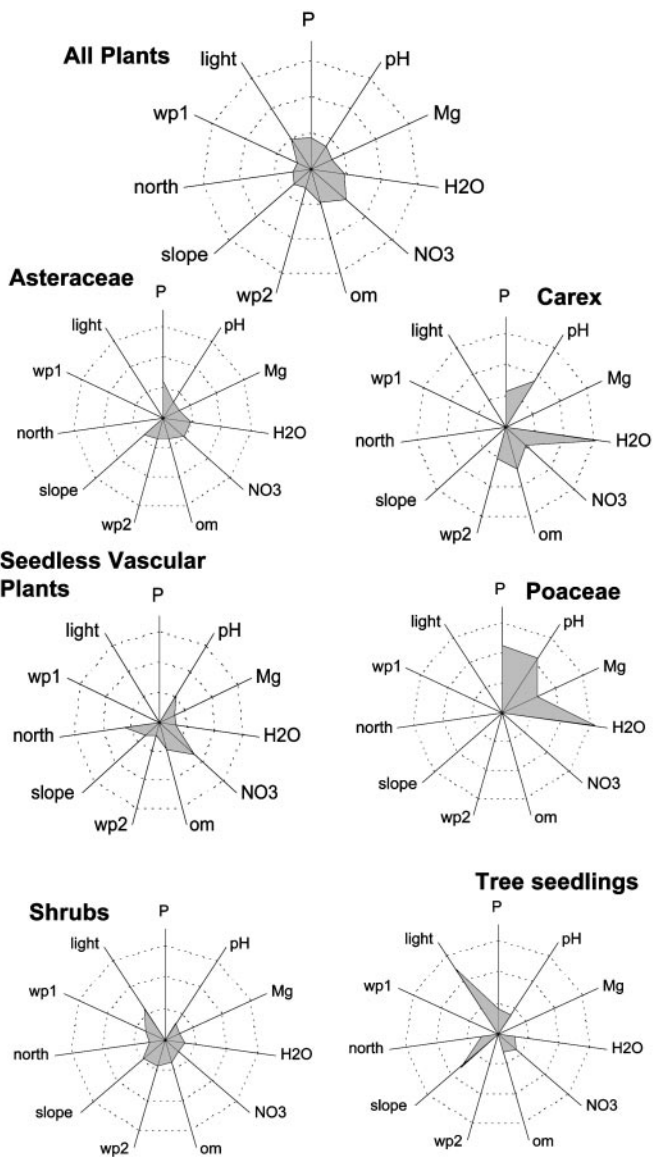 All Plants
P
light
pH
wp1
Mg
north
H2O
slope
NO3
wp2
om
Asteraceae
P
light
pH
wp1
Mg
north
H2O
slope
NO3
wp2
om
Carex
P
light
pH
wp1
Mg
north
H2O
slope
NO3
wp2
om
Seedless Vascular
Plants
P
light
pH
wp1
Mg
north
H2O
slope
NO3
wp2
om
Poaceae
P
light
pH
wp1
Mg
north
H2O
slope
NO3
wp2
om
Shrubs
P
light
pH
wp1
Mg
north
H2O
slope
NO3
wp2
om
Tree seedlings
P
light
pH
wp1
Mg
north
H2O
slope
NO3
wp2
om